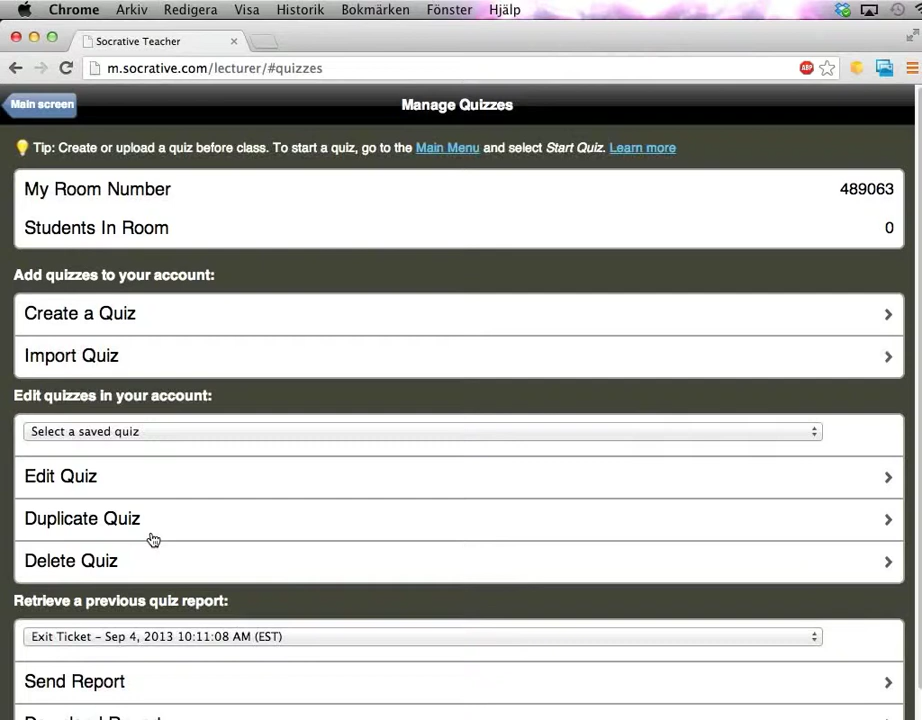 Chrome Arkiv Redigera Visa Historik Bokmärken Fönster Hjälp
Socrative Teacher
m.socrative.com/lecturer/#quizzes
ABP
Main screen
Manage Quizzes
Tip: Create or upload a quiz before class. To start a quiz, go to the Main Menu and select Start Quiz. Learn more
My Room Number 489063
Students In Room 0
Add quizzes to your account:
Create a Quiz
Import Quiz
Edit quizzes in your account:
Select a saved quiz
Edit Quiz
Duplicate Quiz
Delete Quiz
Retrieve a previous quiz report:
Exit Ticket – Sep 4, 2013 10:11:08 AM (EST)
Send Report